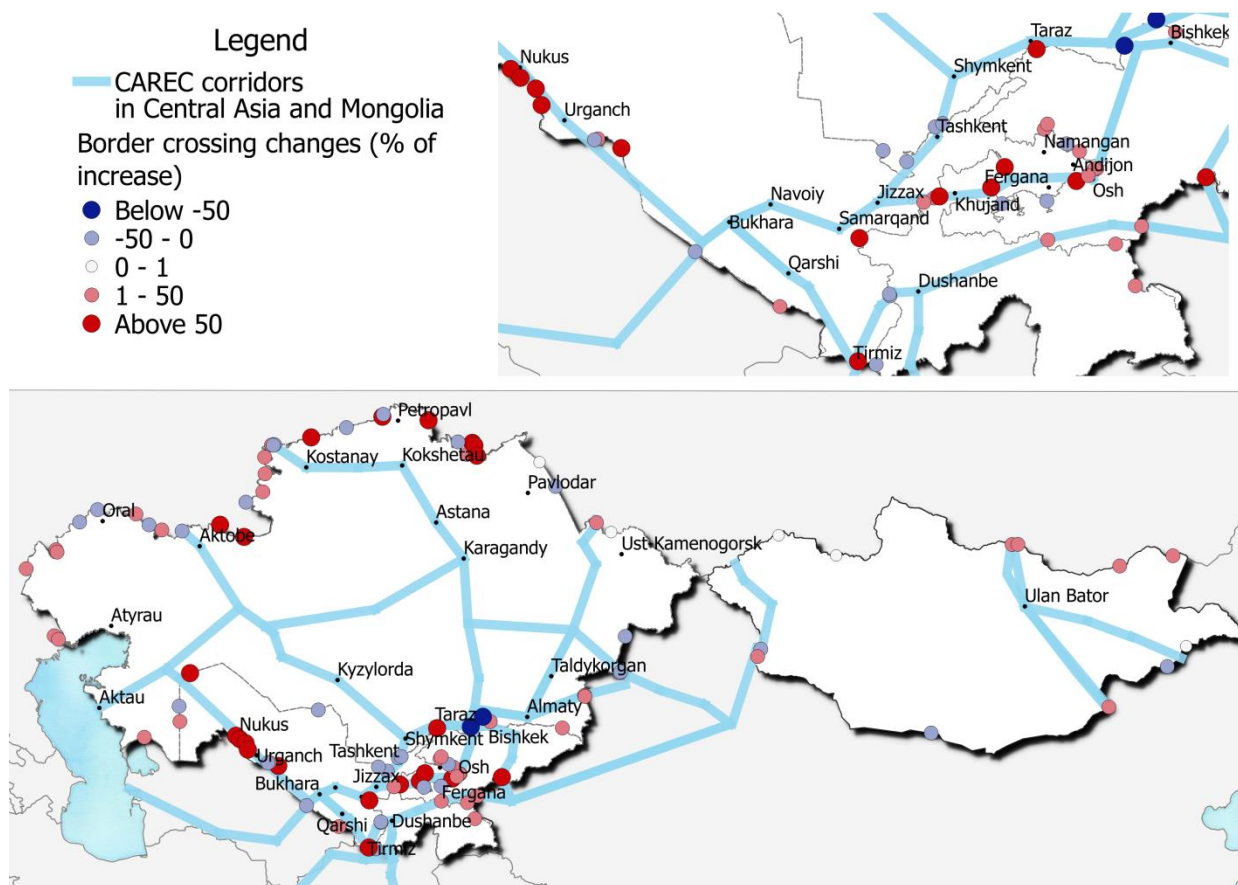 Legend
CAREC corridors
in Central Asia and Mongolia
Border crossing changes (% of
increase)
Below -50
-50 - 0
0 - 1
1 - 50
Above 50
Nukus
Urganch
Taraz
Bishkek
Shymkent
Tashkent
Namangan
Andijon
Navoiy
Jizzax
Fergana
Osh
Khujand
Bukhara
Samarqand
Qarshi
Dushanbe
Tirmiz
Petropavl
Kostanay
Kokshetau
Pavlodar
Oral
Astana
Aktobe
Karagandy
Ust-Kamenogorsk
Atyrau
Ulan Bator
Kyzylorda
Taldykorgan
Aktau
Nukus
Taraz
Almaty
Shymkent
Bishkek
Urganch
Tashkent
Bukhara
Jizzax
Osh
Fergana
Qarshi
Dushanbe
Tirmiz